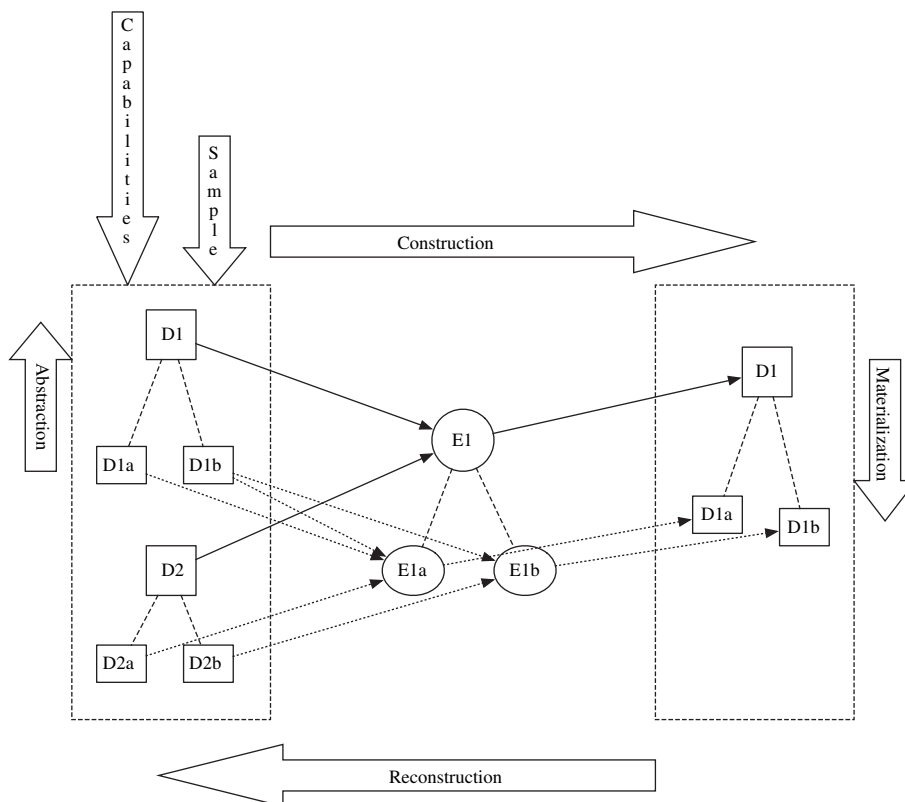 Capabilities
Sample
Construction
Abstraction
D1
D1a
D1b
D2
D2a
D2b
E1
E1a
E1b
D1
D1a
D1b
Materialization
Reconstruction